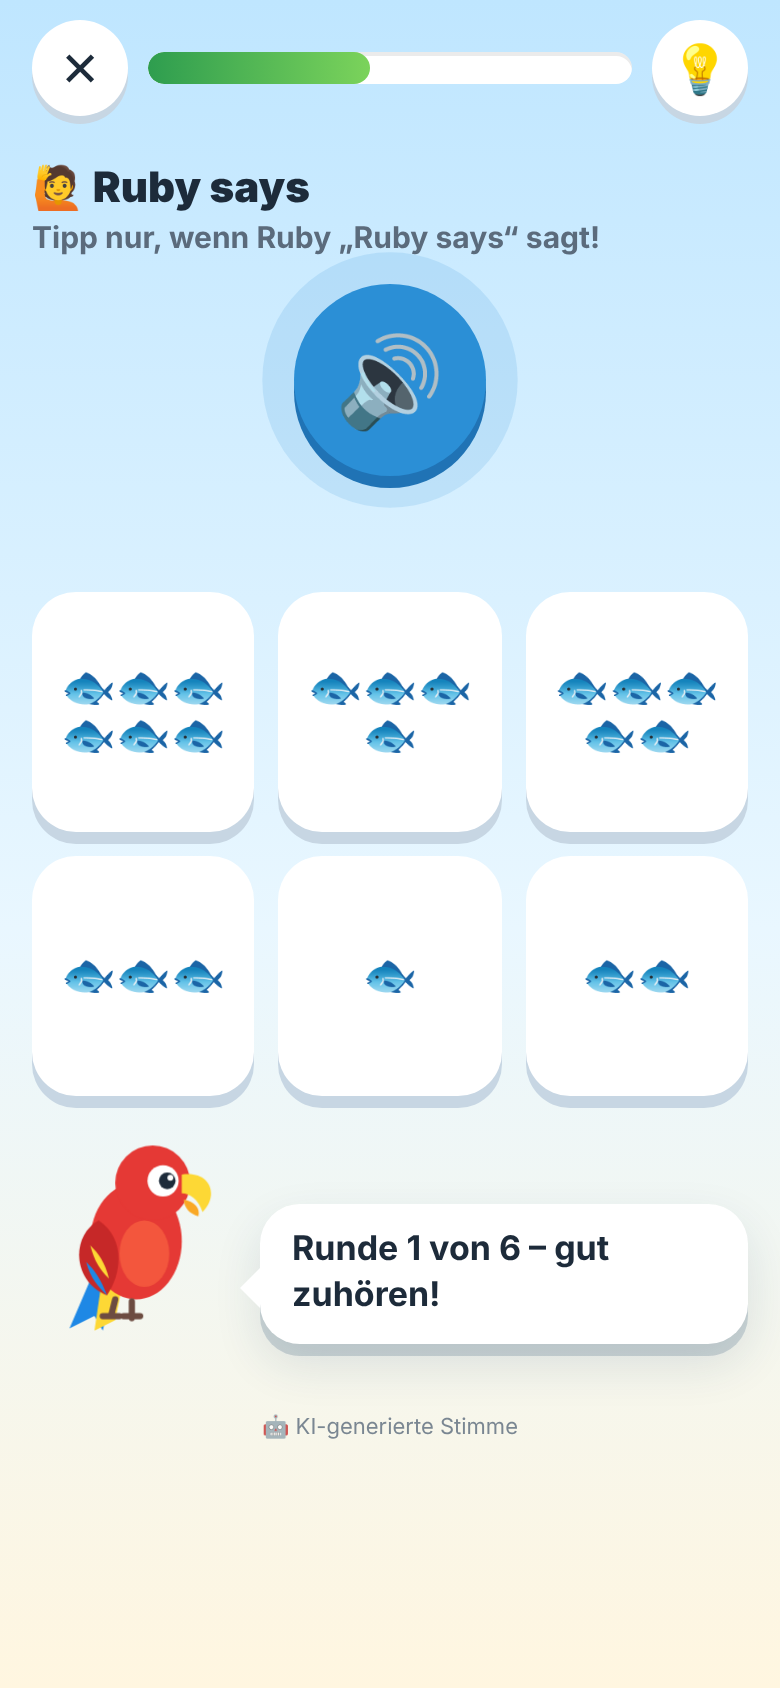 Ruby says
Tipp nur, wenn Ruby „Ruby says“ sagt!
Runde 1 von 6 – gut
zuhören!
KI-generierte Stimme